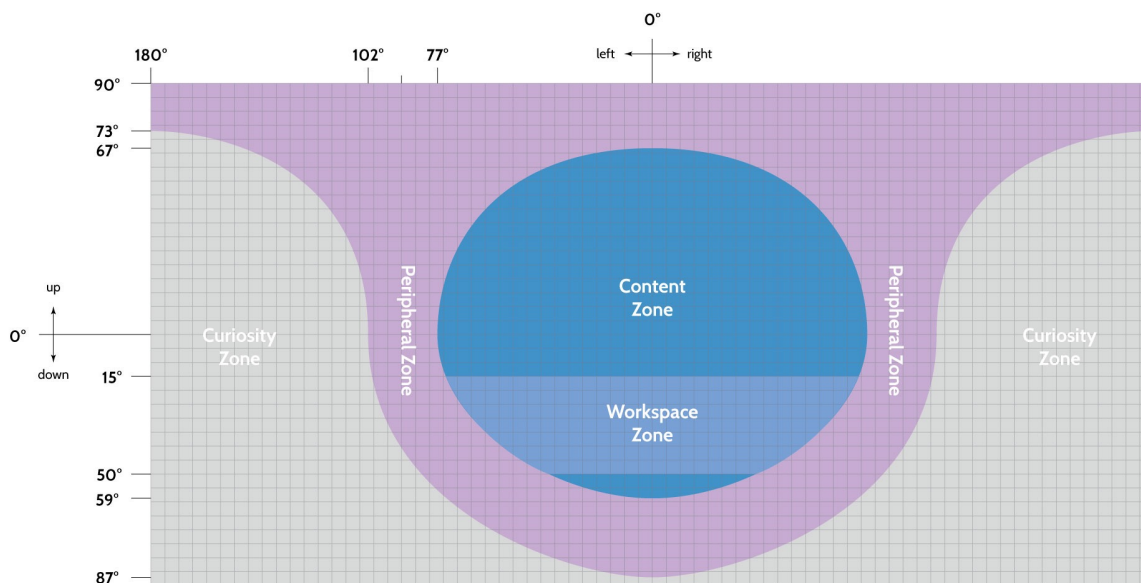 0°
left
right
180°
102°
77°
90°
73°
67°
up
0°
down
15°
50°
59°
87°
Curiosity
Zone
Peripheral Zone
Content
Zone
Workspace
Zone
Peripheral Zone
Curiosity
Zone